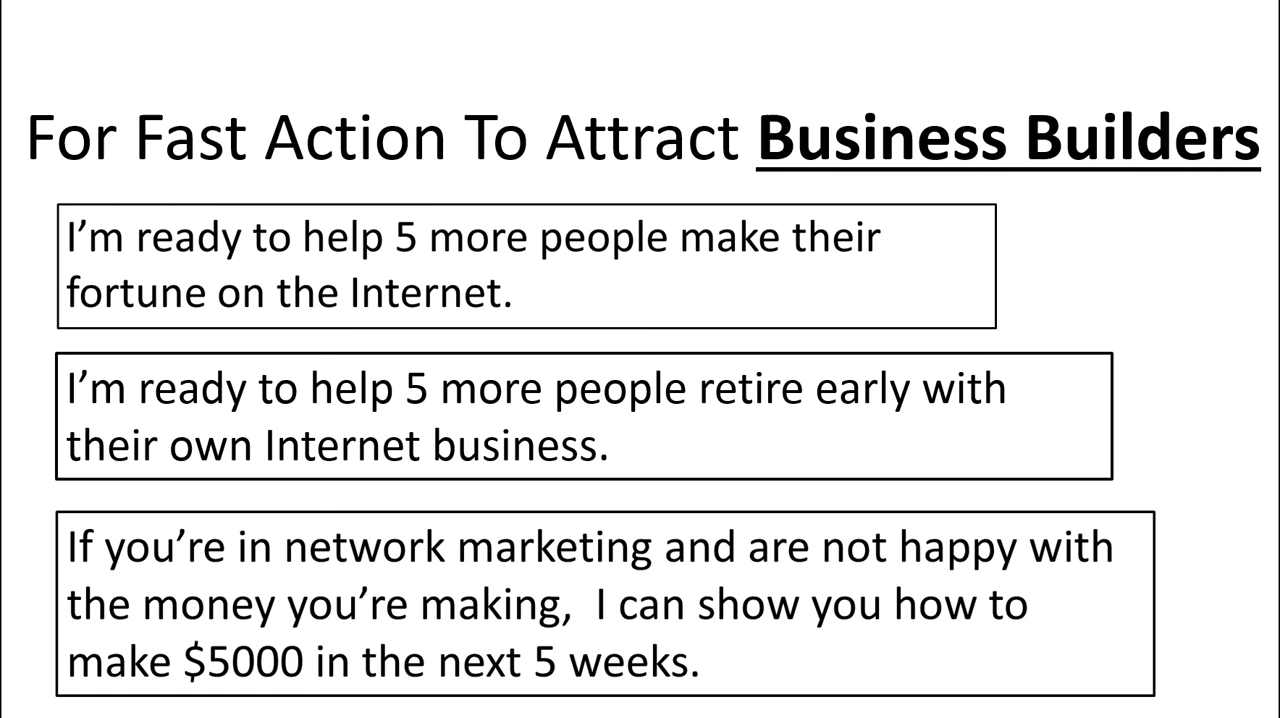 For Fast Action To Attract Business Builders
I’m ready to help 5 more people make their
fortune on the Internet.
I’m ready to help 5 more people retire early with
their own Internet business.
If you’re in network marketing and are not happy with
the money you’re making,  I can show you how to
make $5000 in the next 5 weeks.